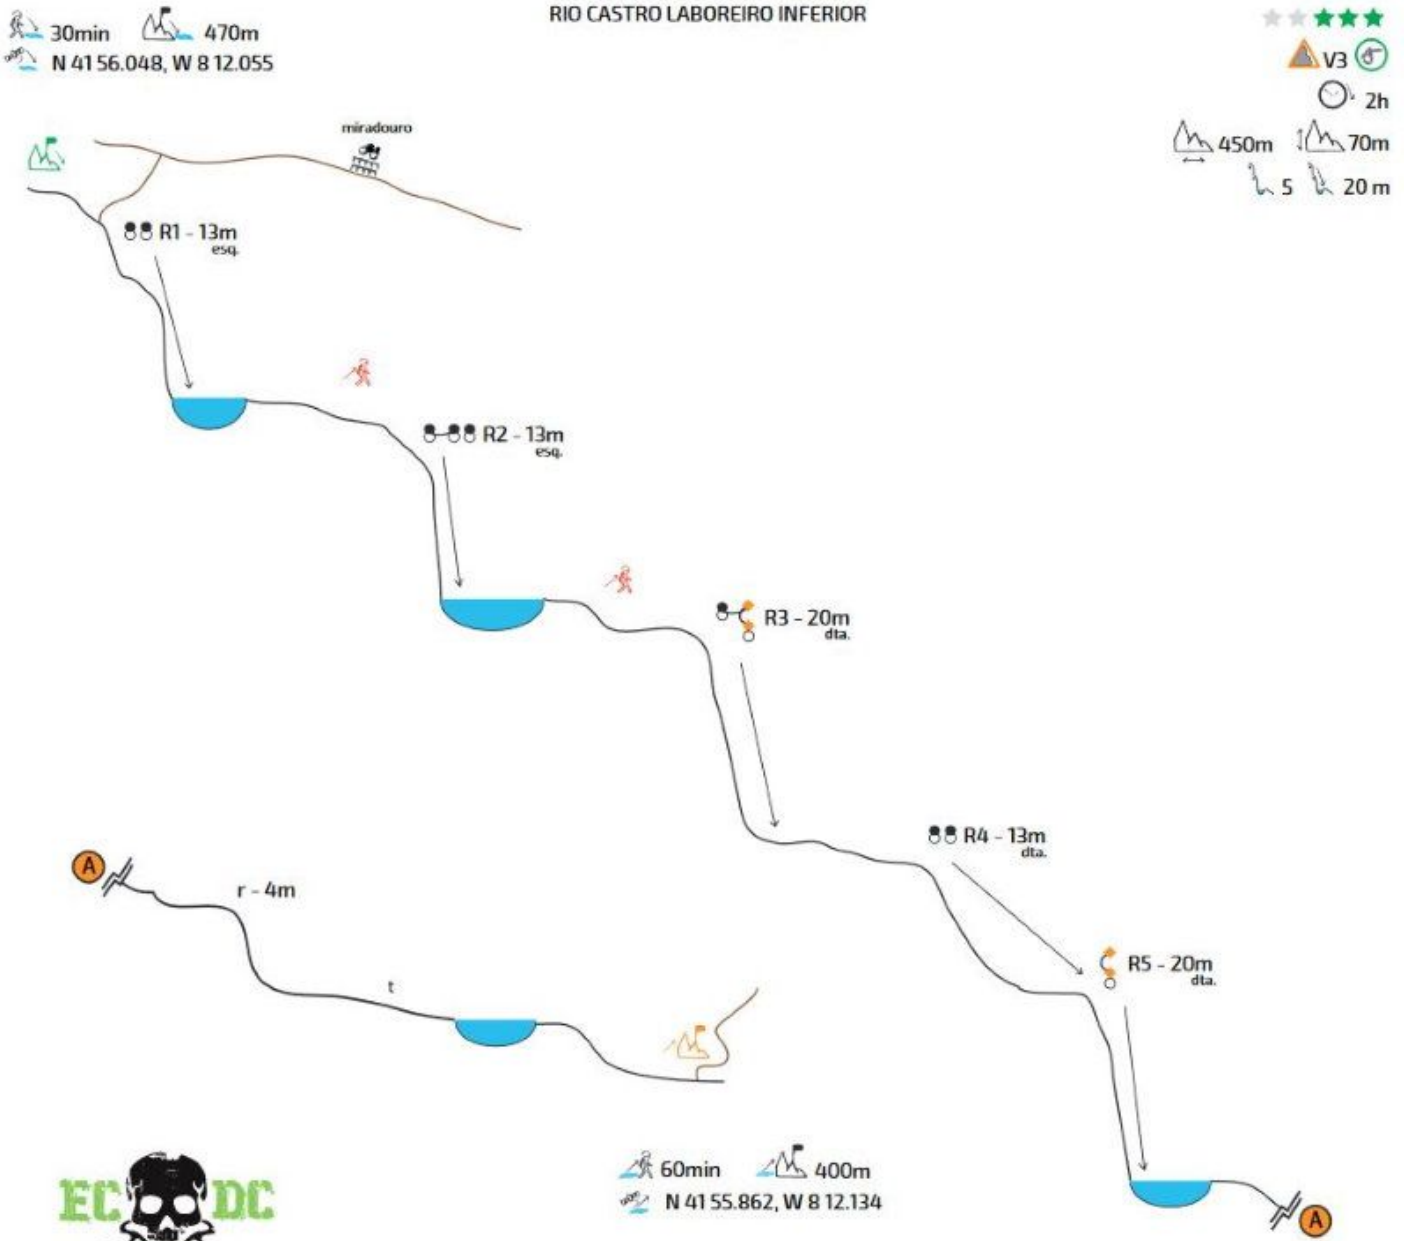 RIO CASTRO LABOREIRO INFERIOR
30min 470m
N 41 56.048, W 8 12.055
V3
2h
450m 70m
5 20 m
miradouro
R1 - 13m
esq.
R2 - 13m
esq.
R3 - 20m
dta.
R4 - 13m
dta.
R5 - 20m
dta.
A
A
r - 4m
t
60min 400m
N 41 55.862, W 8 12.134
EC DC